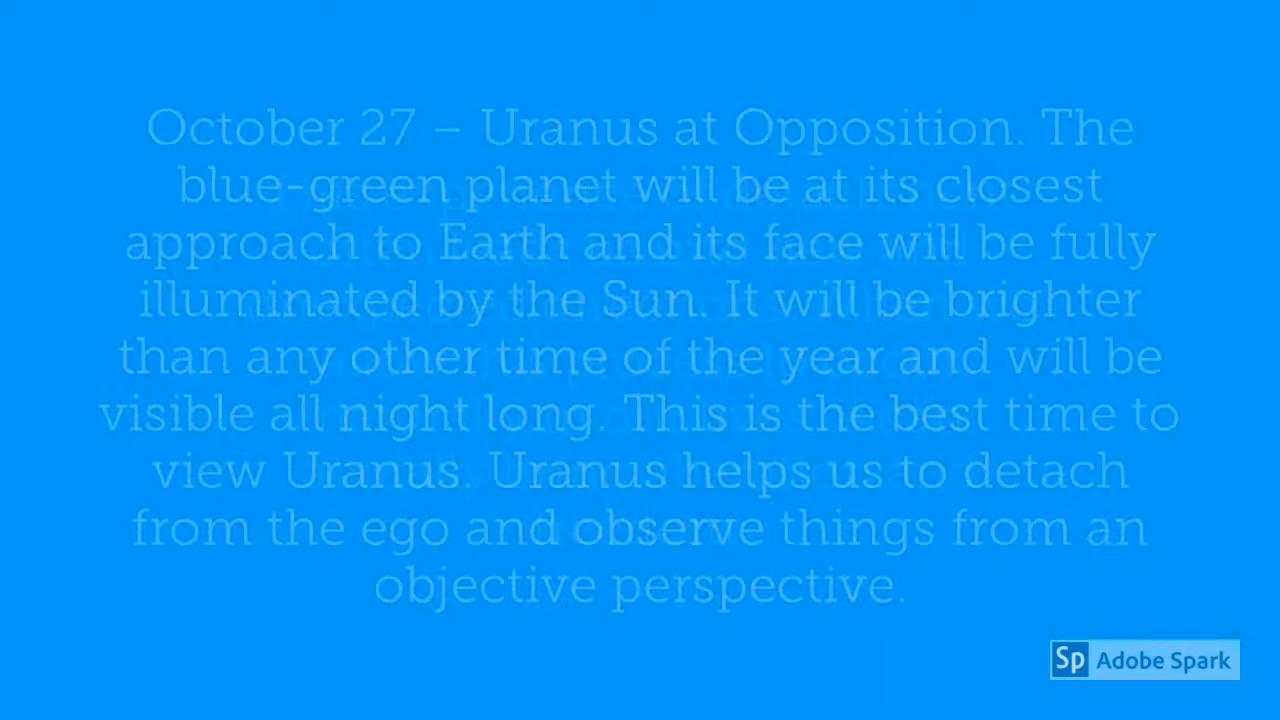 October 27 – Uranus at Opposition. The
blue-green planet will be at its closest
approach to Earth and its face will be fully
illuminated by the Sun. It will be brighter
than any other time of the year and will be
visible all night long. This is the best time to
view Uranus. Uranus helps us to detach
from the ego and observe things from an
objective perspective.
Sp Adobe Spark